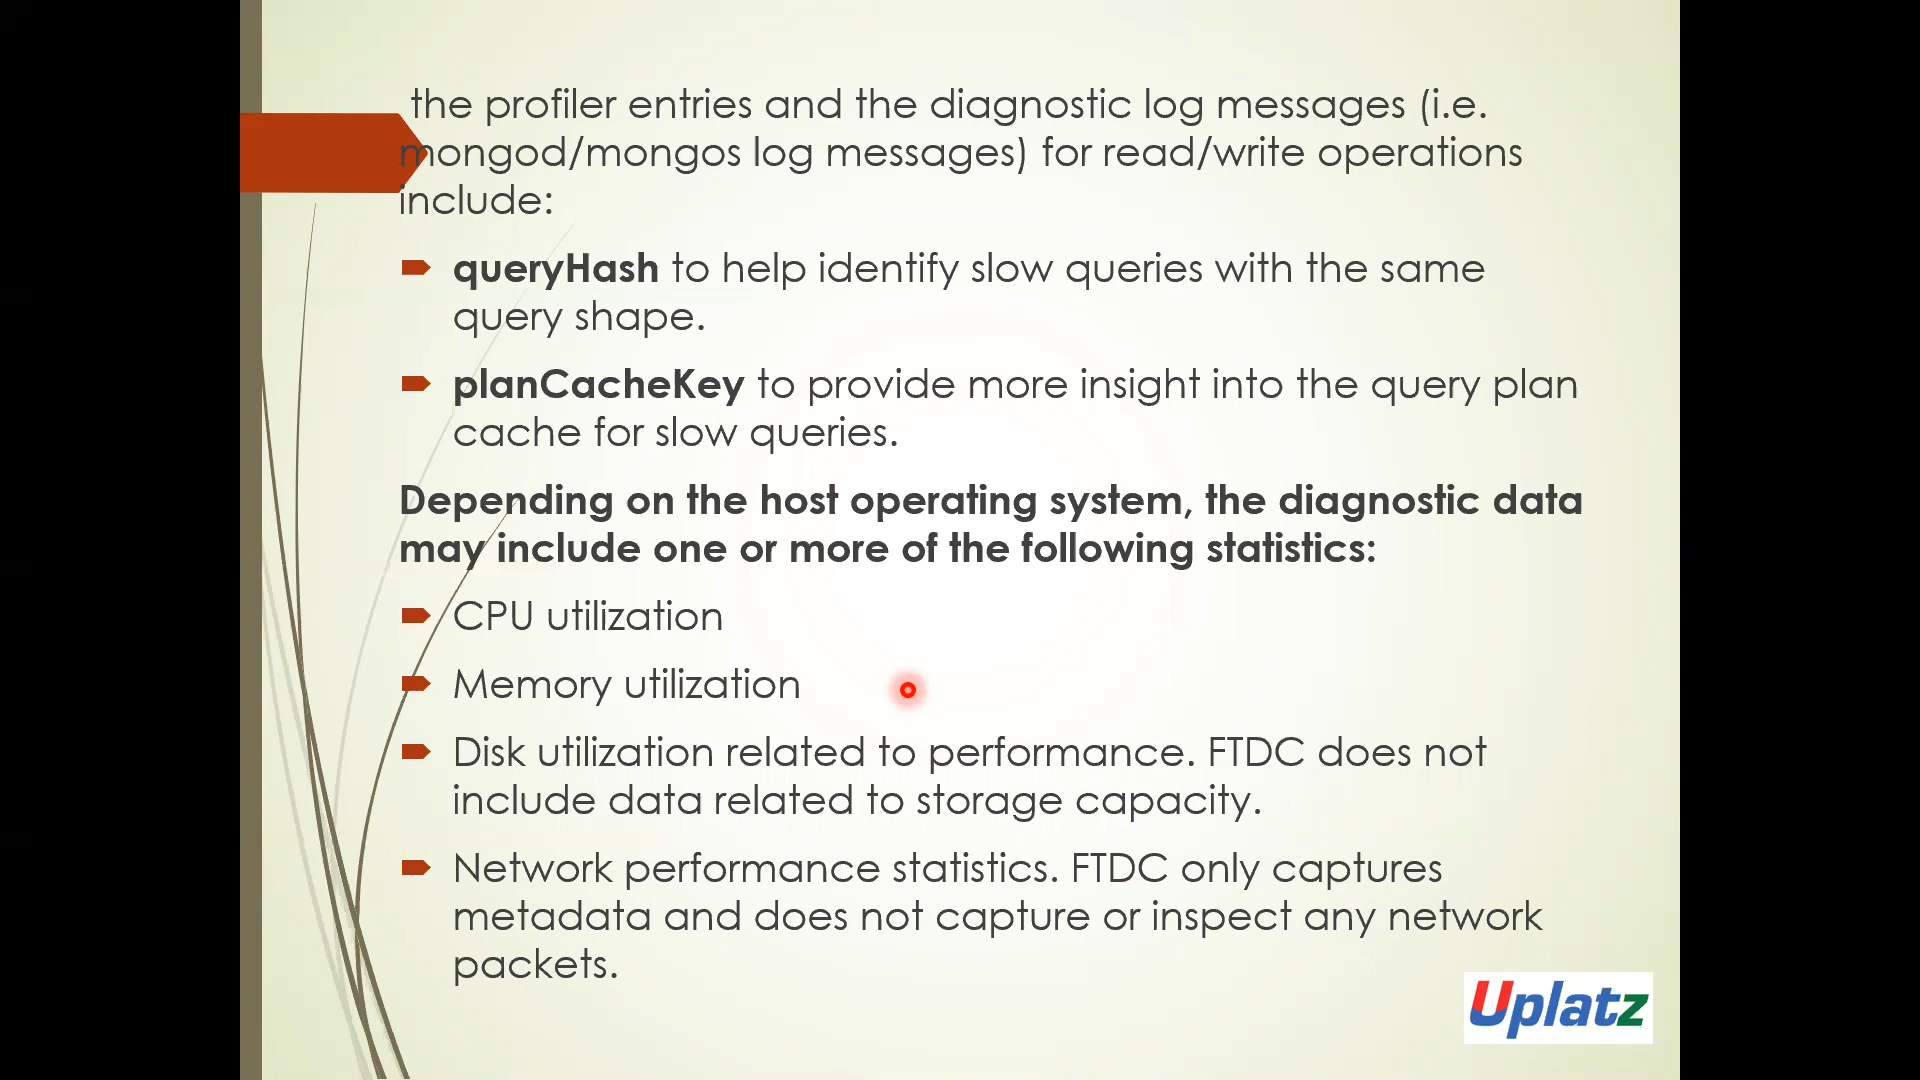 the profiler entries and the diagnostic log messages (i.e.
mongod/mongos log messages) for read/write operations
include:
queryHash to help identify slow queries with the same
query shape.
planCacheKey to provide more insight into the query plan
cache for slow queries.
Depending on the host operating system, the diagnostic data
may include one or more of the following statistics:
CPU utilization
Memory utilization
Disk utilization related to performance. FTDC does not
include data related to storage capacity.
Network performance statistics. FTDC only captures
metadata and does not capture or inspect any network
packets.
Uplatz